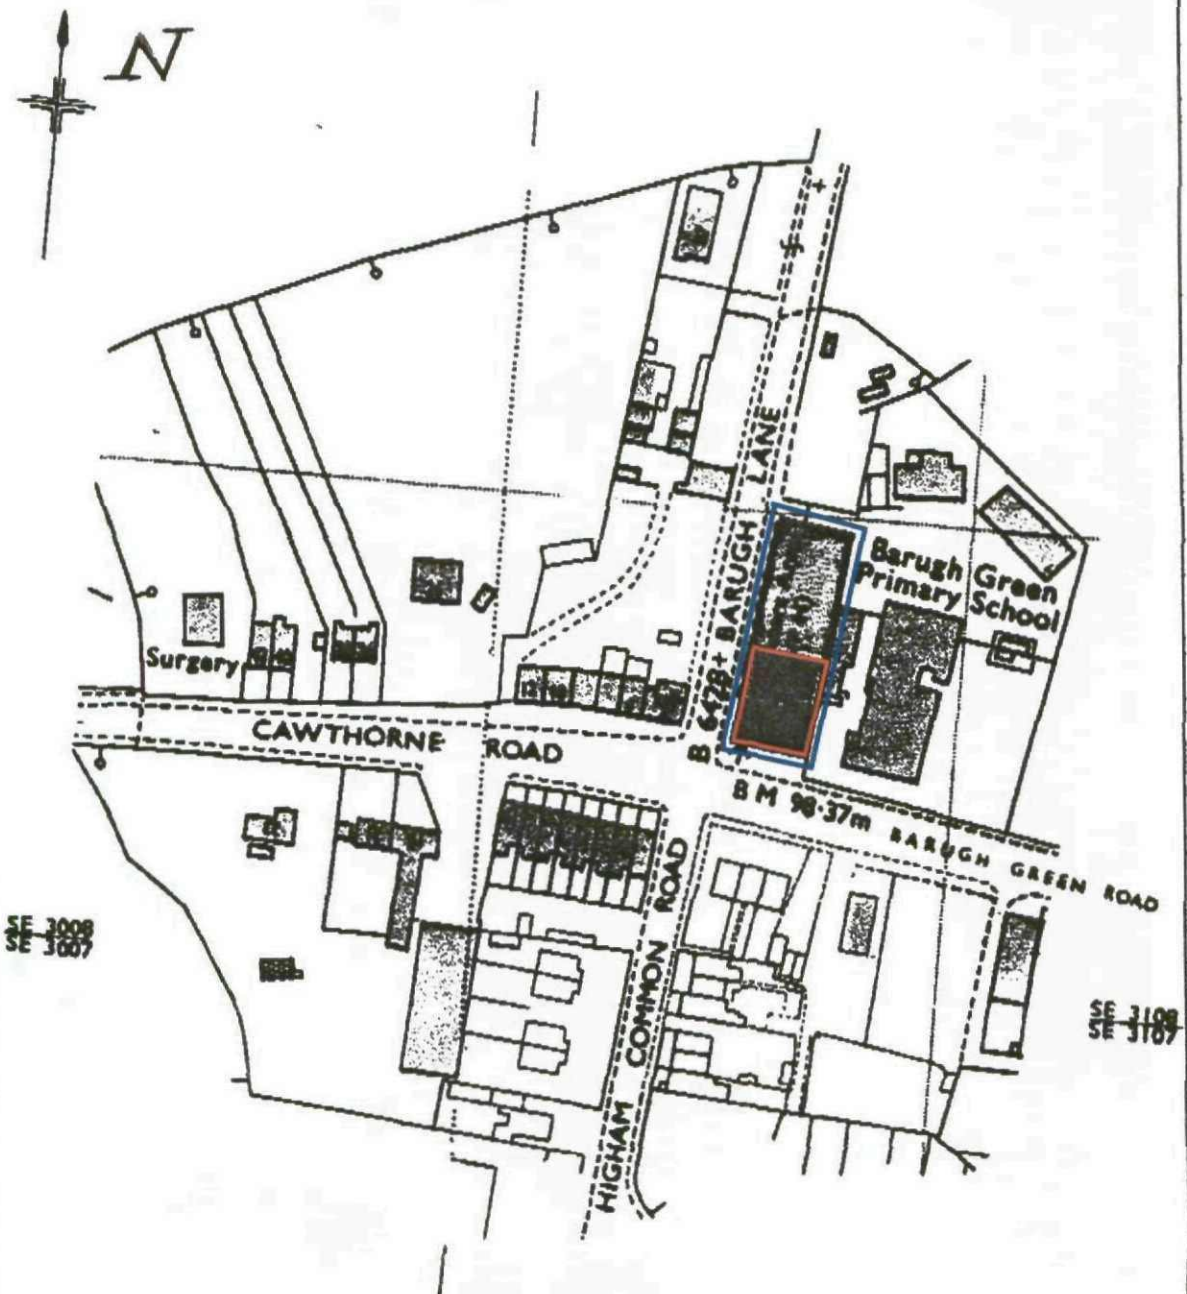 N
B 6428+ BARUGH LANE
Barugh Green
Primary School
Surgery
CAWTHORNE ROAD
B M 98·37m
BARUGH GREEN ROAD
HIGHAM COMMON ROAD
SE 3008
SE 3007
SE 3108
SE 3107